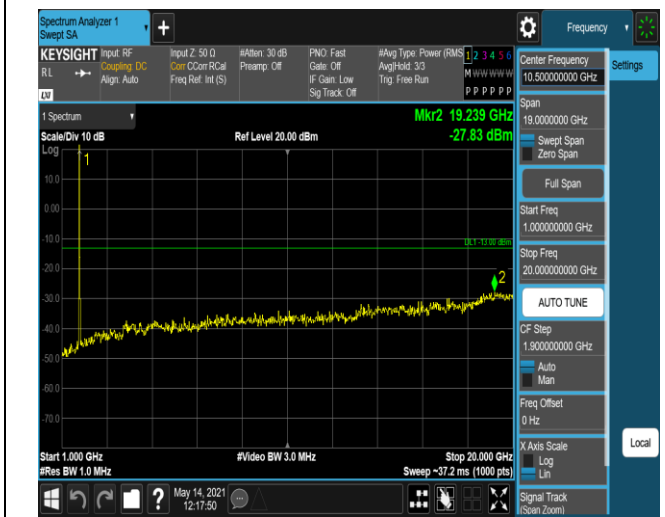 Spectrum Analyzer 1
Swept SA
+
Frequency
KEYSIGHT
RL
LXI
Input: RF
Coupling: DC
Align: Auto
Input Z: 50 Ω
Corr CCorr RCal
Freq Ref: Int (S)
#Atten: 30 dB
Preamp: Off
PNO: Fast
Gate: Off
IF Gain: Low
Sig Track: Off
#Avg Type: Power (RMS
Avg|Hold: 3/3
Trig: Free Run
1 2 3 4 5 6
M W W W W W
P P P P P P
Settings
Center Frequency
10.500000000 GHz
Span
19.0000000 GHz
Swept Span
Zero Span
Full Span
Start Freq
1.000000000 GHz
Stop Freq
20.000000000 GHz
AUTO TUNE
CF Step
1.900000000 GHz
Auto
Man
Freq Offset
0 Hz
X Axis Scale
Log
Lin
Signal Track
(Span Zoom)
Local
1 Spectrum
Scale/Div 10 dB
Ref Level 20.00 dBm
Mkr2 19.239 GHz
-27.83 dBm
Log
1
10.0
0.00
-10.0
DL1 -13.00 dBm
-20.0
2
-30.0
-40.0
-50.0
-60.0
-70.0
Start 1.000 GHz
#Video BW 3.0 MHz
Stop 20.000 GHz
#Res BW 1.0 MHz
Sweep ~37.2 ms (1000 pts)
?
May 14, 2021
12:17:50